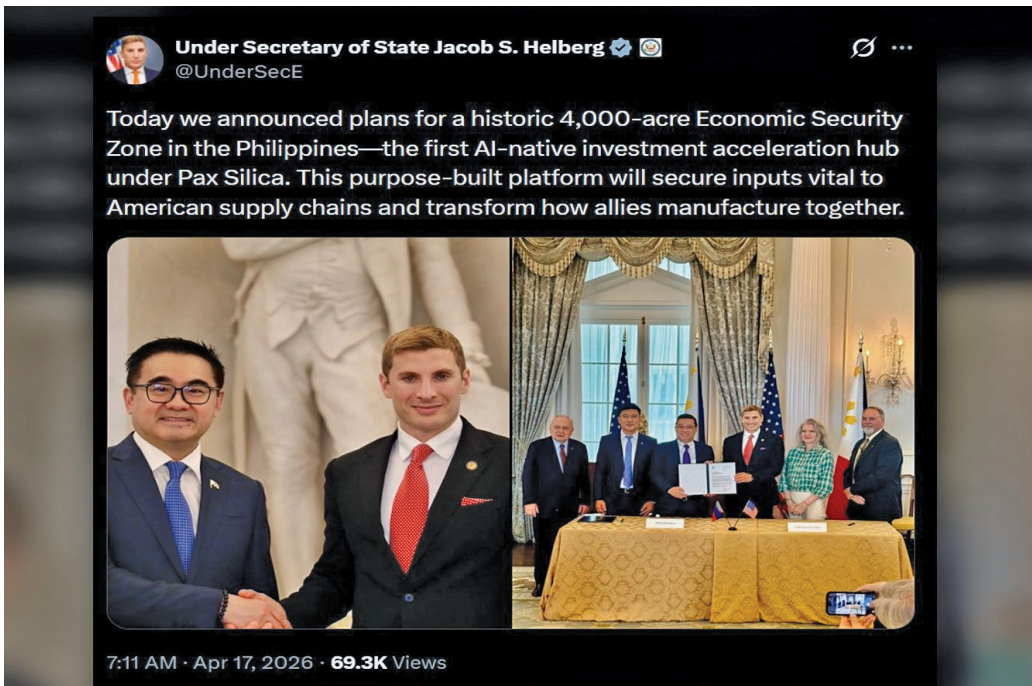 Under Secretary of State Jacob S. Helberg
@UnderSecE
Today we announced plans for a historic 4,000-acre Economic Security
Zone in the Philippines—the first AI-native investment acceleration hub
under Pax Silica. This purpose-built platform will secure inputs vital to
American supply chains and transform how allies manufacture together.
7:11 AM · Apr 17, 2026 · 69.3K Views